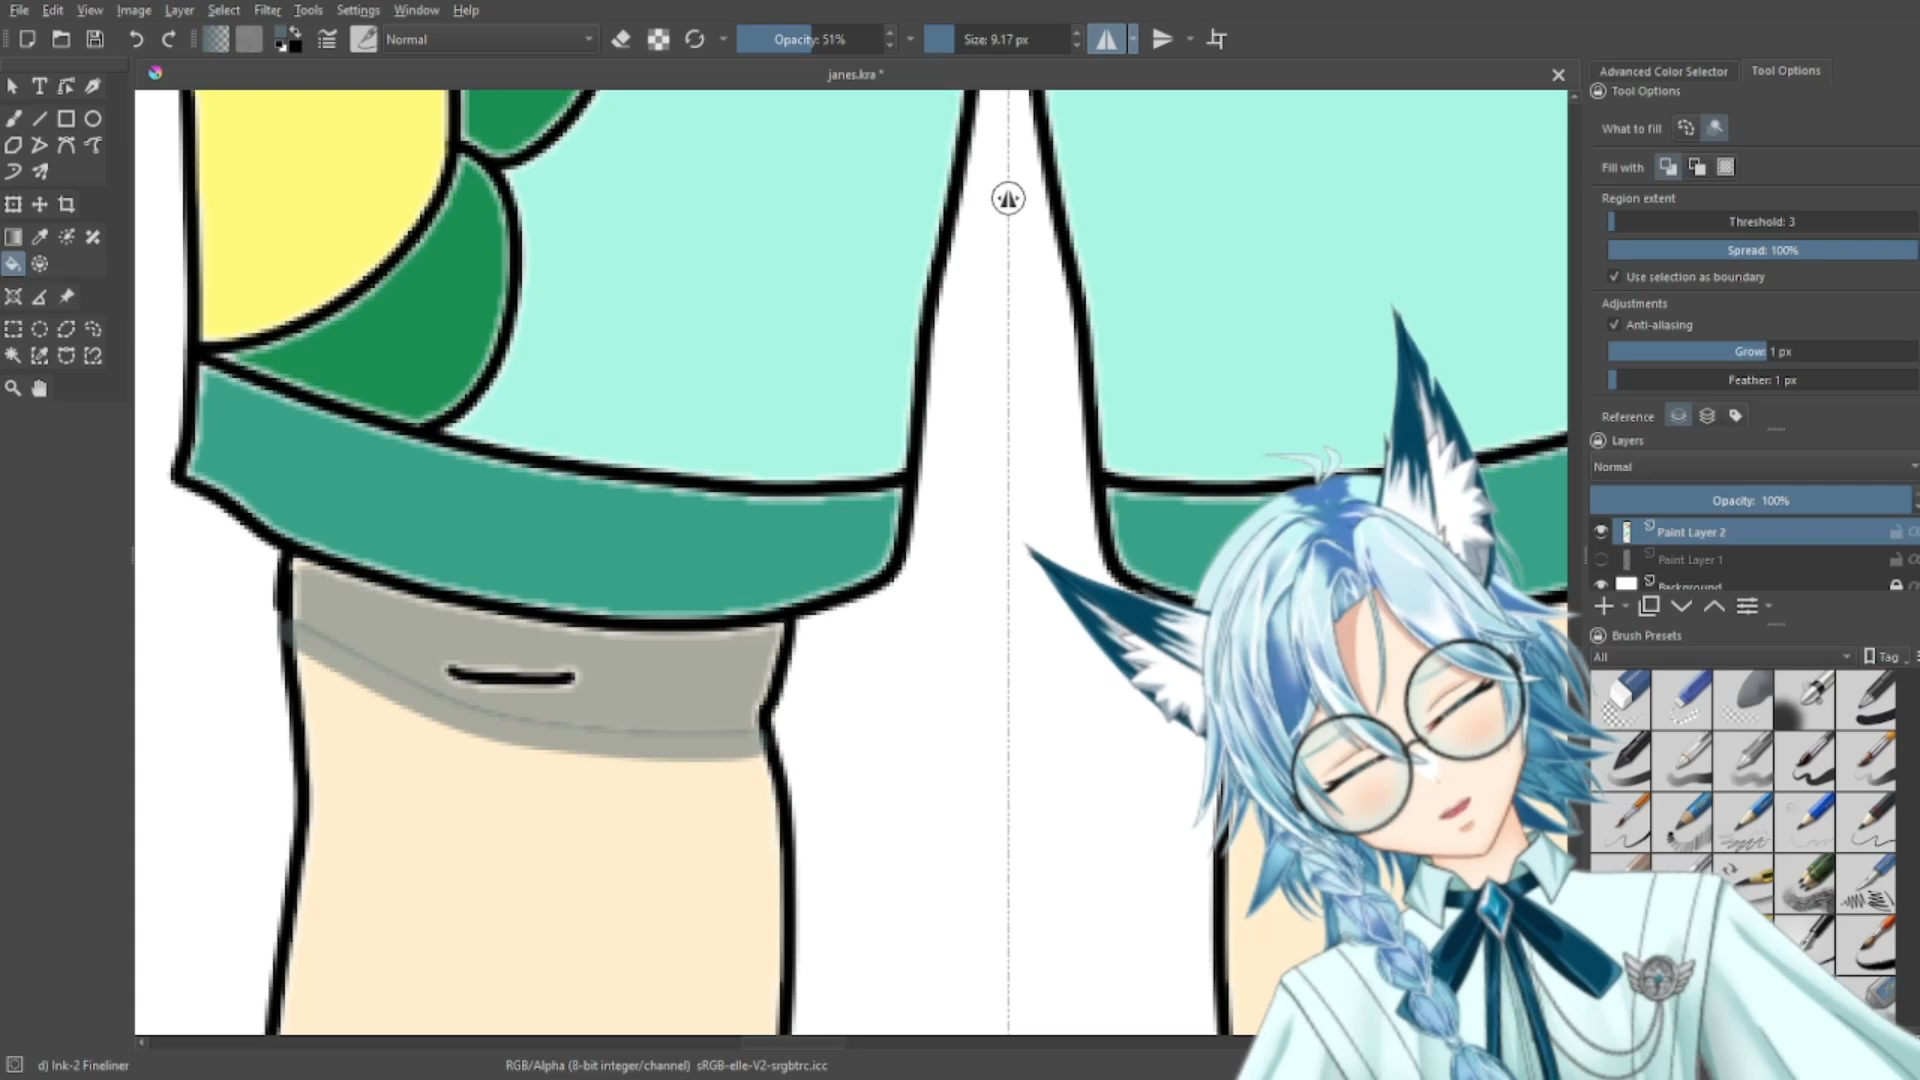 File Edit View Image Layer Select Filter Tools Settings Window Help
Normal Opacity: 51% Size: 9.17 px
janes.kra *
Advanced Color Selector Tool Options
Tool Options
What to fill
Fill with
Region extent
Threshold: 3
Spread: 100%
Use selection as boundary
Adjustments
Anti-aliasing
Grow: 1 px
Feather: 1 px
Reference
Layers
Normal
Opacity: 100%
Paint Layer 2
Paint Layer 1
Background
Brush Presets
All Tag
d) Ink-2 Fineliner RGB/Alpha (8-bit integer/channel) sRGB-elle-V2-srgbtrc.icc